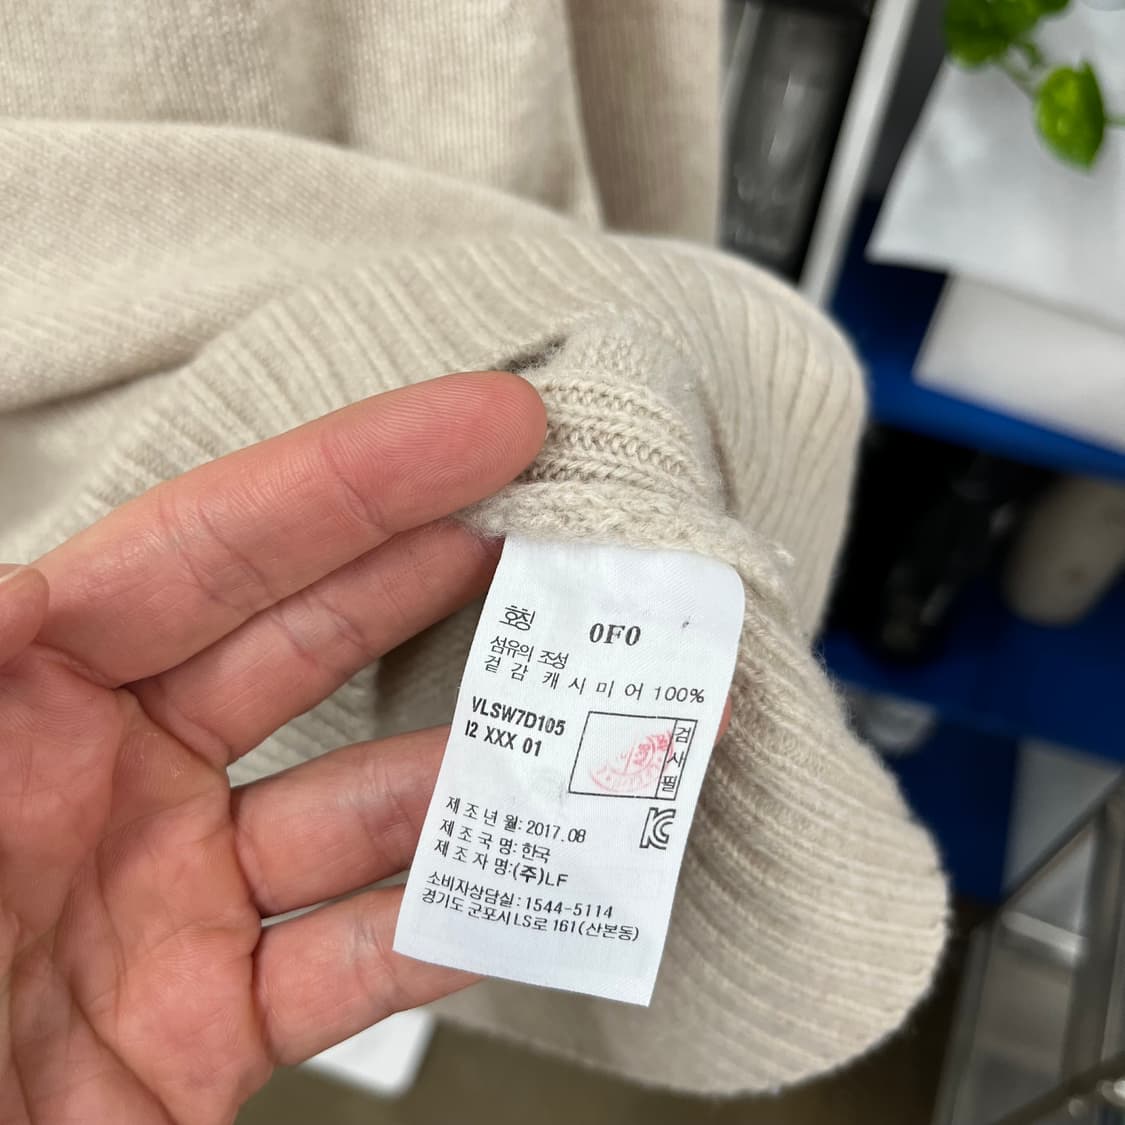 호칭 0F0
섬유의 조성
겉 감 캐 시 미 어 100%
VLSW7D105
I2 XXX 01
검
사
필
제 조 년 월: 2017.08
제 조 국 명: 한국
제 조 자 명:(주)LF
소비자상담실: 1544-5114
경기도 군포시LS로 161(산본동)